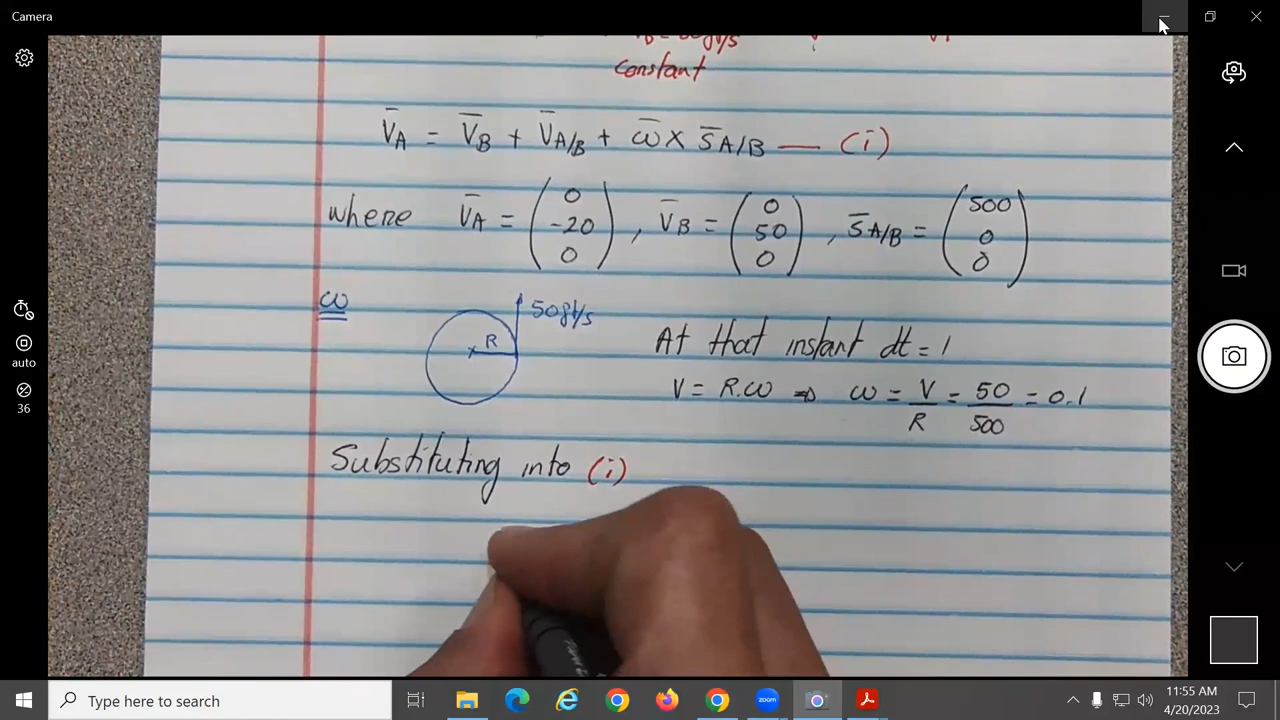 Camera
constant
V̄A = V̄B + V̄A/B + ω̄ × S̄A/B — (i)
where V̄A = (0 -20 0), V̄B = (0 50 0), S̄A/B = (500 0 0)
ω
R
50ft/s
At that instant dt = 1
V = R.ω ⇒ ω = V/R = 50/500 = 0.1
Substituting into (i)
auto
36
Type here to search
zoom
11:55 AM
4/20/2023